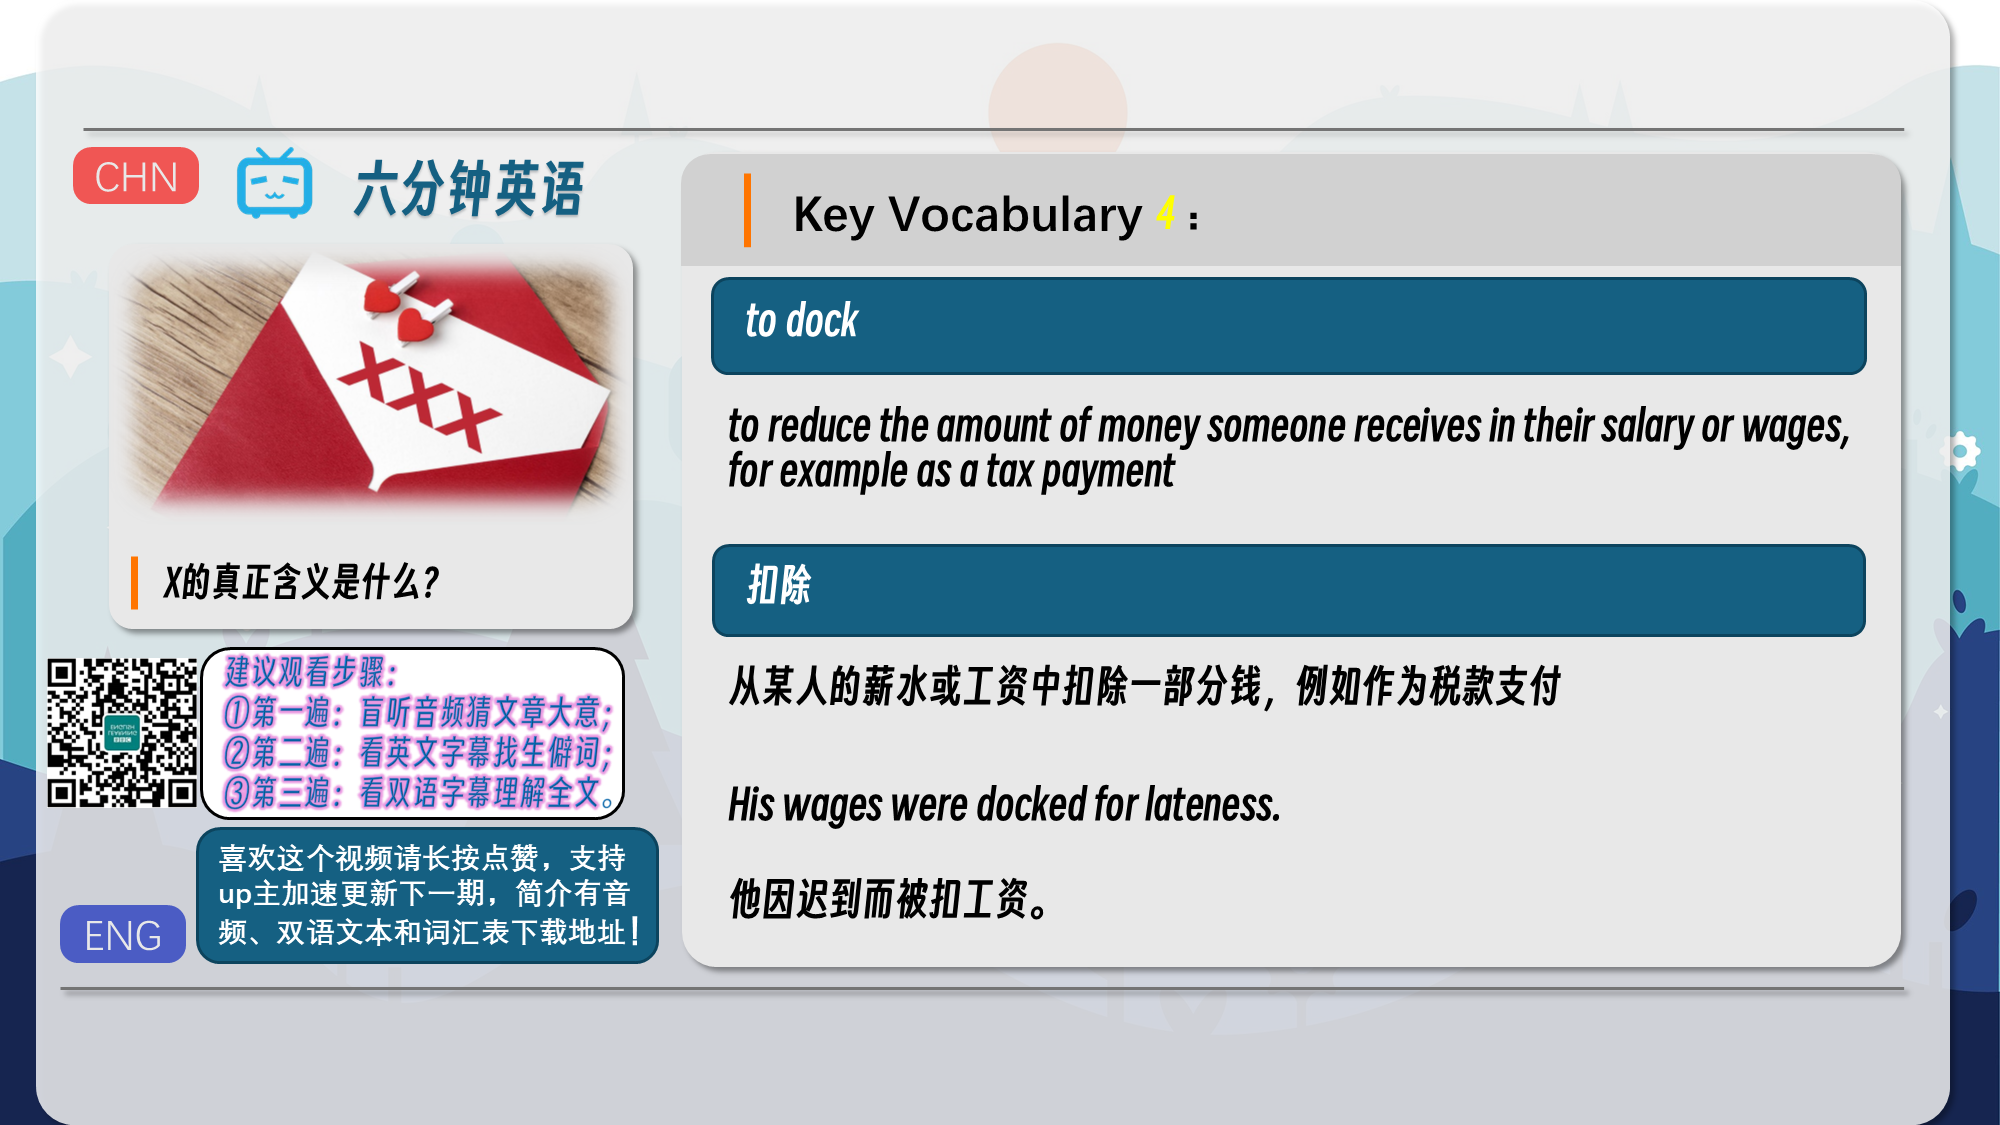 CHN
六分钟英语
XXX
X的真正含义是什么?
建议观看步骤:
①第一遍: 盲听音频猜文章大意;
②第二遍: 看英文字幕找生僻词;
③第三遍: 看双语字幕理解全文。
喜欢这个视频请长按点赞，支持
up主加速更新下一期，简介有音
频、双语文本和词汇表下载地址!
ENG
Key Vocabulary 4 :
to dock
to reduce the amount of money someone receives in their salary or wages,
for example as a tax payment
扣除
从某人的薪水或工资中扣除一部分钱，例如作为税款支付
His wages were docked for lateness.
他因迟到而被扣工资。